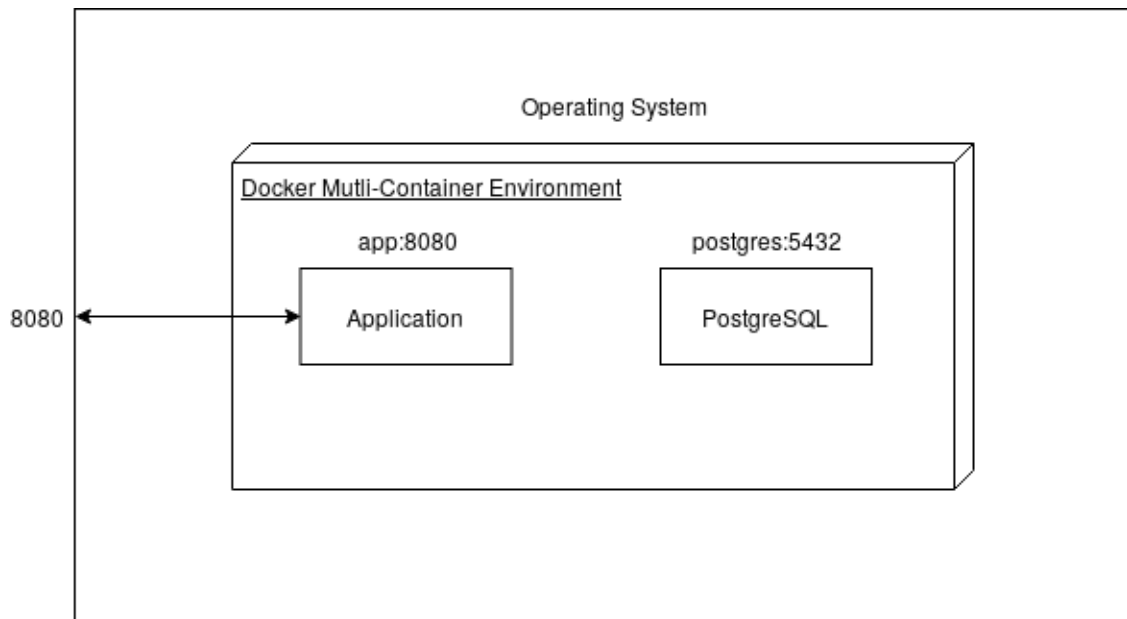 Operating System
Docker Mutli-Container Environment
app:8080
postgres:5432
8080
Application
PostgreSQL